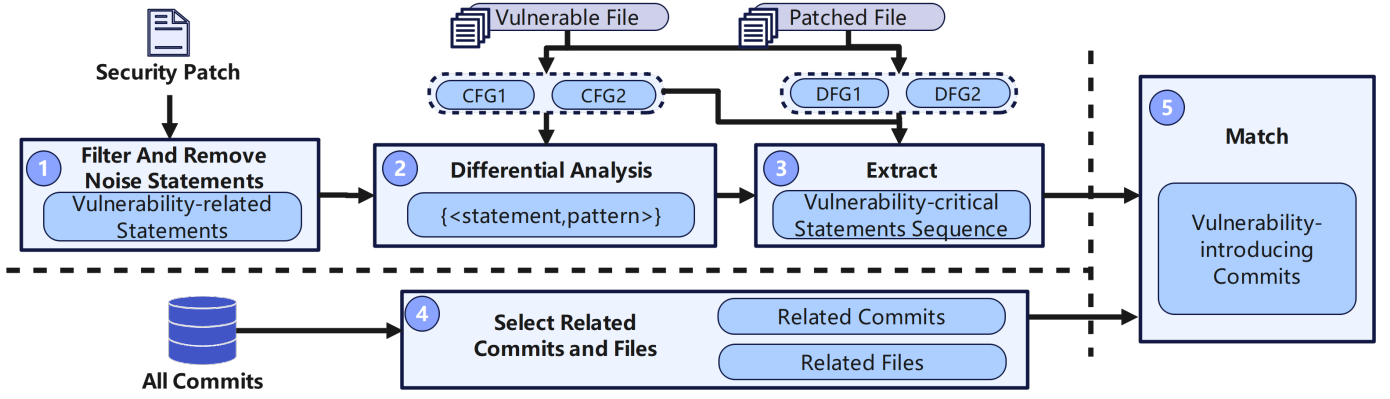 Vulnerable File
Patched File
Security Patch
CFG1
CFG2
DFG1
DFG2
1
Filter And Remove
Noise Statements
Vulnerability-related
Statements
2
Differential Analysis
{<statement,pattern>}
3
Extract
Vulnerability-critical
Statements Sequence
5
Match
Vulnerability-
introducing
Commits
All Commits
4
Select Related
Commits and Files
Related Commits
Related Files